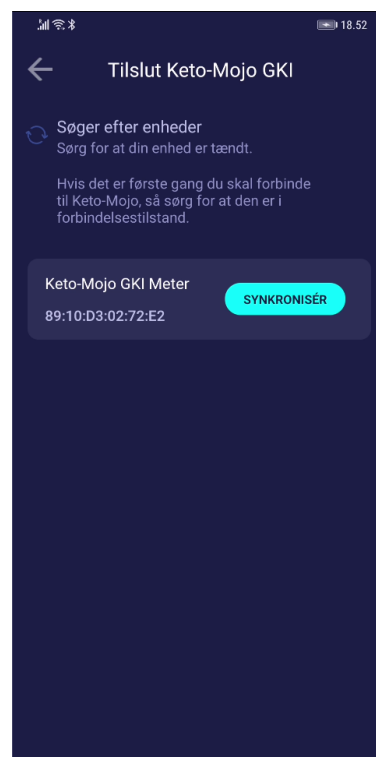 18.52
Tilslut Keto-Mojo GKI
Søger efter enheder
Sørg for at din enhed er tændt.
Hvis det er første gang du skal forbinde
til Keto-Mojo, så sørg for at den er i
forbindelsestilstand.
Keto-Mojo GKI Meter
SYNKRONISÉR
89:10:D3:02:72:E2